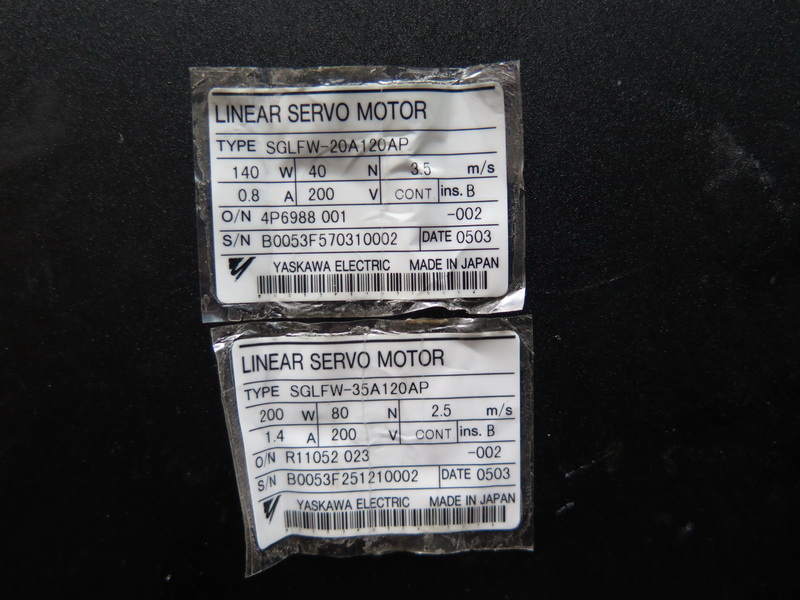 LINEAR SERVO MOTOR
TYPE SGLFW-20A120AP
140 W 40 N 3.5 m/s
0.8 A 200 V CONT ins. B
O/N 4P6988 001 -002
S/N B0053F570310002 DATE 0503
YASKAWA ELECTRIC MADE IN JAPAN
LINEAR SERVO MOTOR
TYPE SGLFW-35A120AP
200 W 80 N 2.5 m/s
1.4 A 200 V CONT ins. B
O/N R11052 023 -002
S/N B0053F251210002 DATE 0503
YASKAWA ELECTRIC MADE IN JAPAN